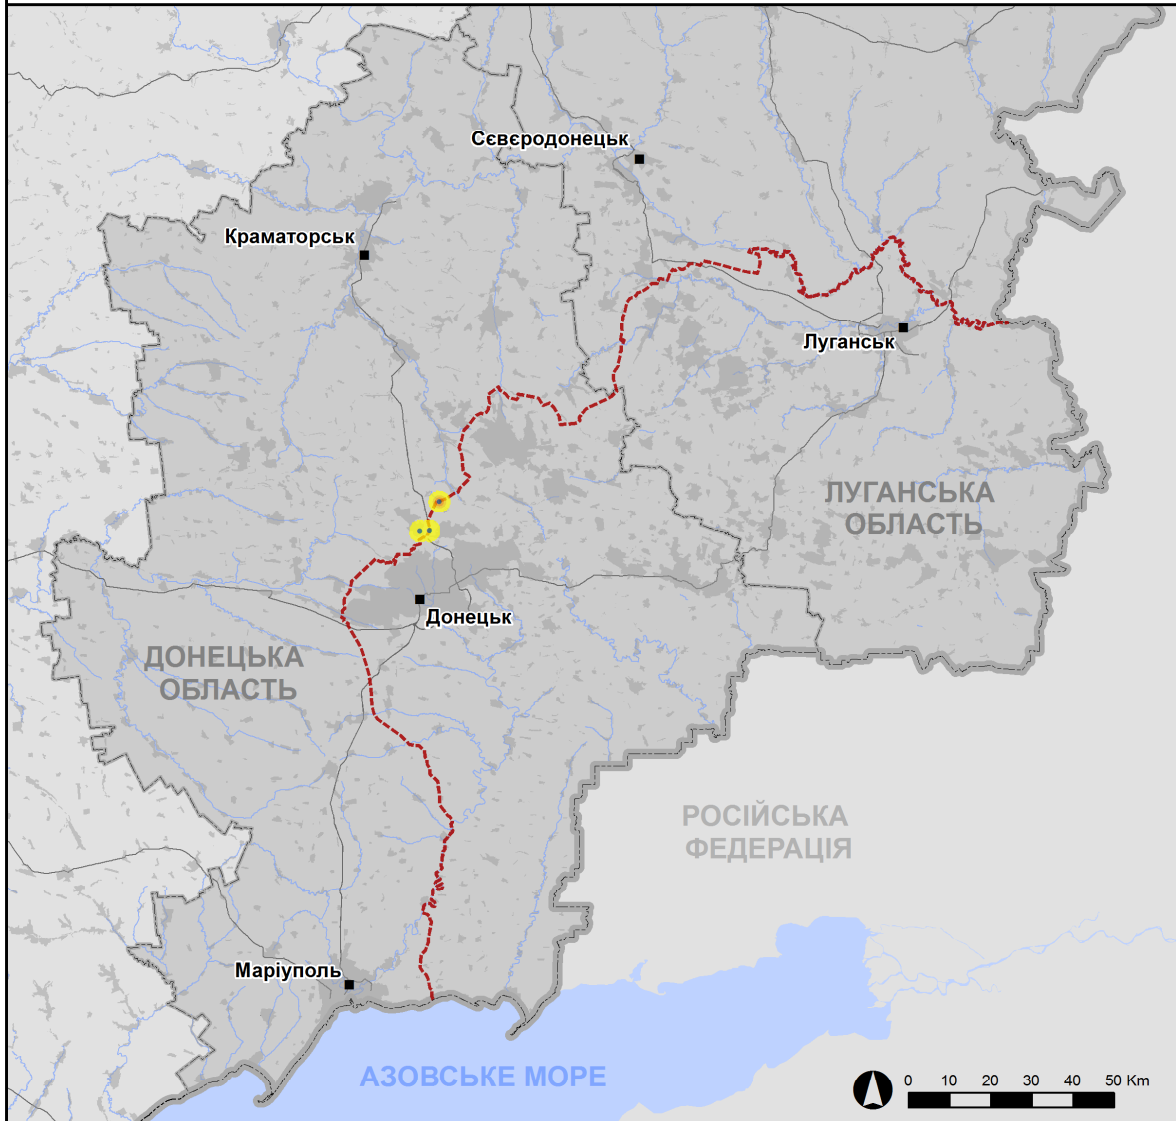 Сєвєродонецьк
Краматорськ
Луганськ
ЛУГАНСЬКА
ОБЛАСТЬ
Донецьк
ДОНЕЦЬКА
ОБЛАСТЬ
РОСІЙСЬКА
ФЕДЕРАЦІЯ
Маріуполь
АЗОВСЬКЕ МОРЕ
0 10 20 30 40 50 Km